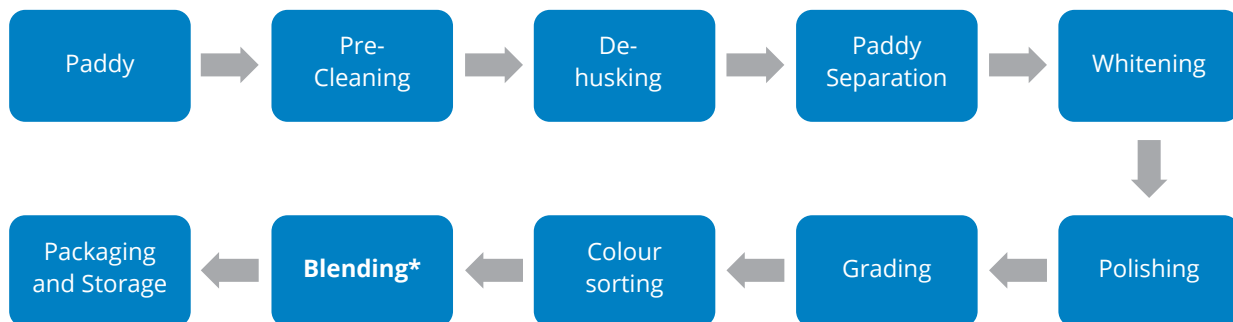 Paddy
Pre-
Cleaning
De-
husking
Paddy
Separation
Whitening
Polishing
Grading
Colour
sorting
Blending*
Packaging
and Storage